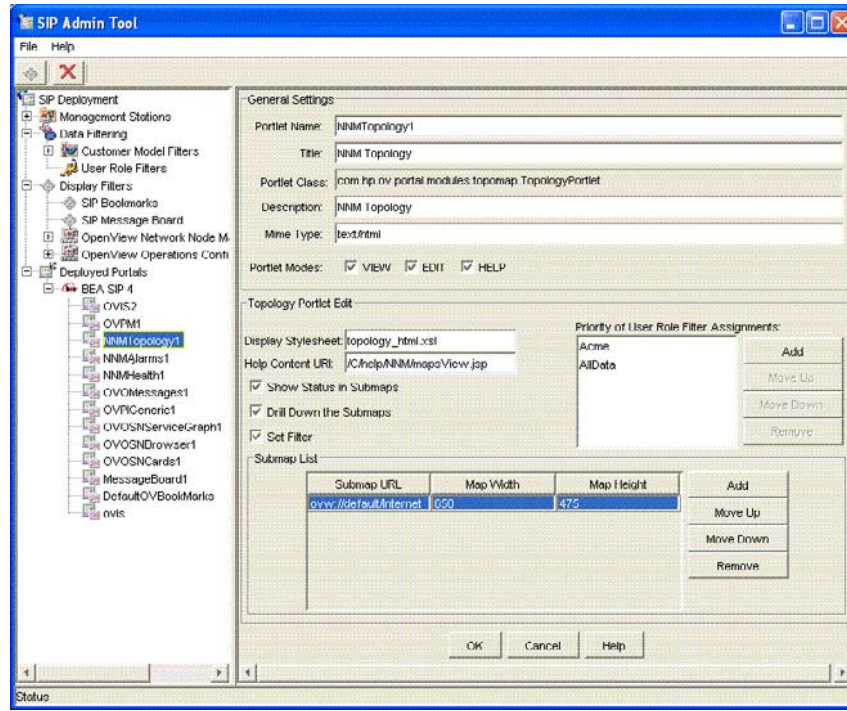 SIP Admin Tool
File Help
SIP Deployment
Management Stations
Data Filtering
Customer Model Filters
User Role Filters
Display Filters
SIP Bookmarks
SIP Message Board
OpenView Network Node M
OpenView Operations Confi
Deployed Portals
BEA SIP 4
OVIS2
OVPM1
NNMTopology1
NNMAlarms1
NNMHealth1
OVOMessages1
OVPIGeneric1
OVOSNServiceGraph1
OVOSNBrowser1
OVOSNCards1
MessageBoard1
DefaultOVBookMarks
ovis
General Settings
Portlet Name: NNMTopology1
Title: NNM Topology
Portlet Class: com.hp.ov.portal.modules.topomap.TopologyPortlet
Description: NNM Topology
Mime Type: text/html
Portlet Modes: VIEW EDIT HELP
Topology Portlet Edit
Display Stylesheet: topology_html.xsl
Help Content URI: /C/help/NNM/mapsView.jsp
Show Status in Submaps
Drill Down the Submaps
Set Filter
Priority of User Role Filter Assignments:
Acme
AllData
Add
Move Up
Move Down
Remove
Submap List
Submap URL Map Width Map Height
ovw://default/Internet 650 475
Add
Move Up
Move Down
Remove
OK Cancel Help
Status